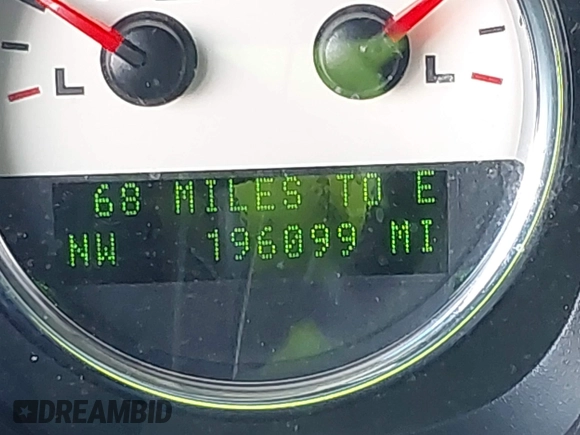 L L
68 MILES TO E
NW 196099 MI
DREAMBID